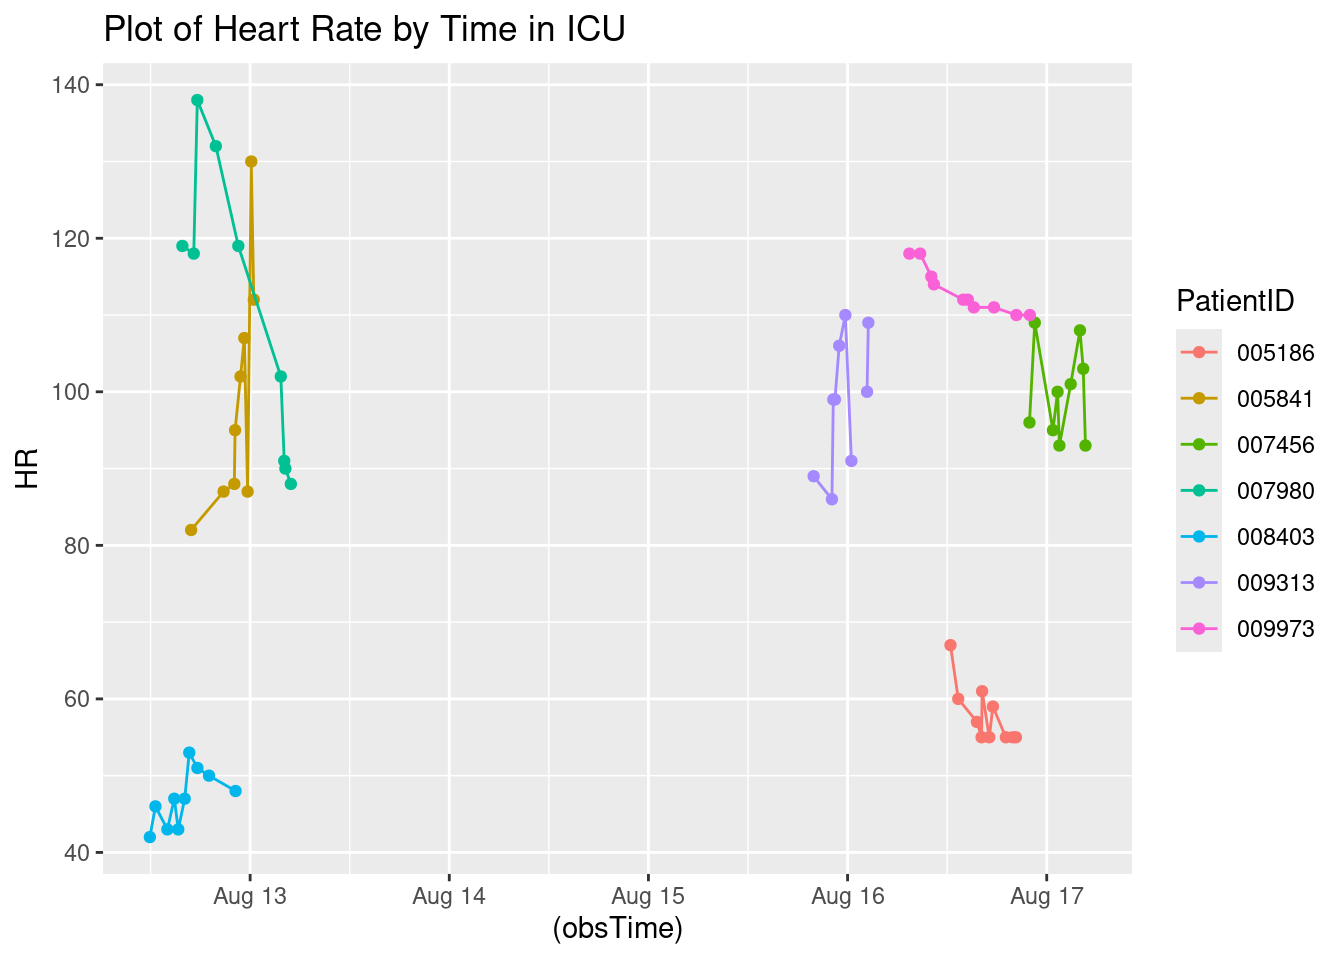 Plot of Heart Rate by Time in ICU
140
120
100
80
60
40
HR
Aug 13
Aug 14
Aug 15
Aug 16
Aug 17
(obsTime)
PatientID
005186
005841
007456
007980
008403
009313
009973